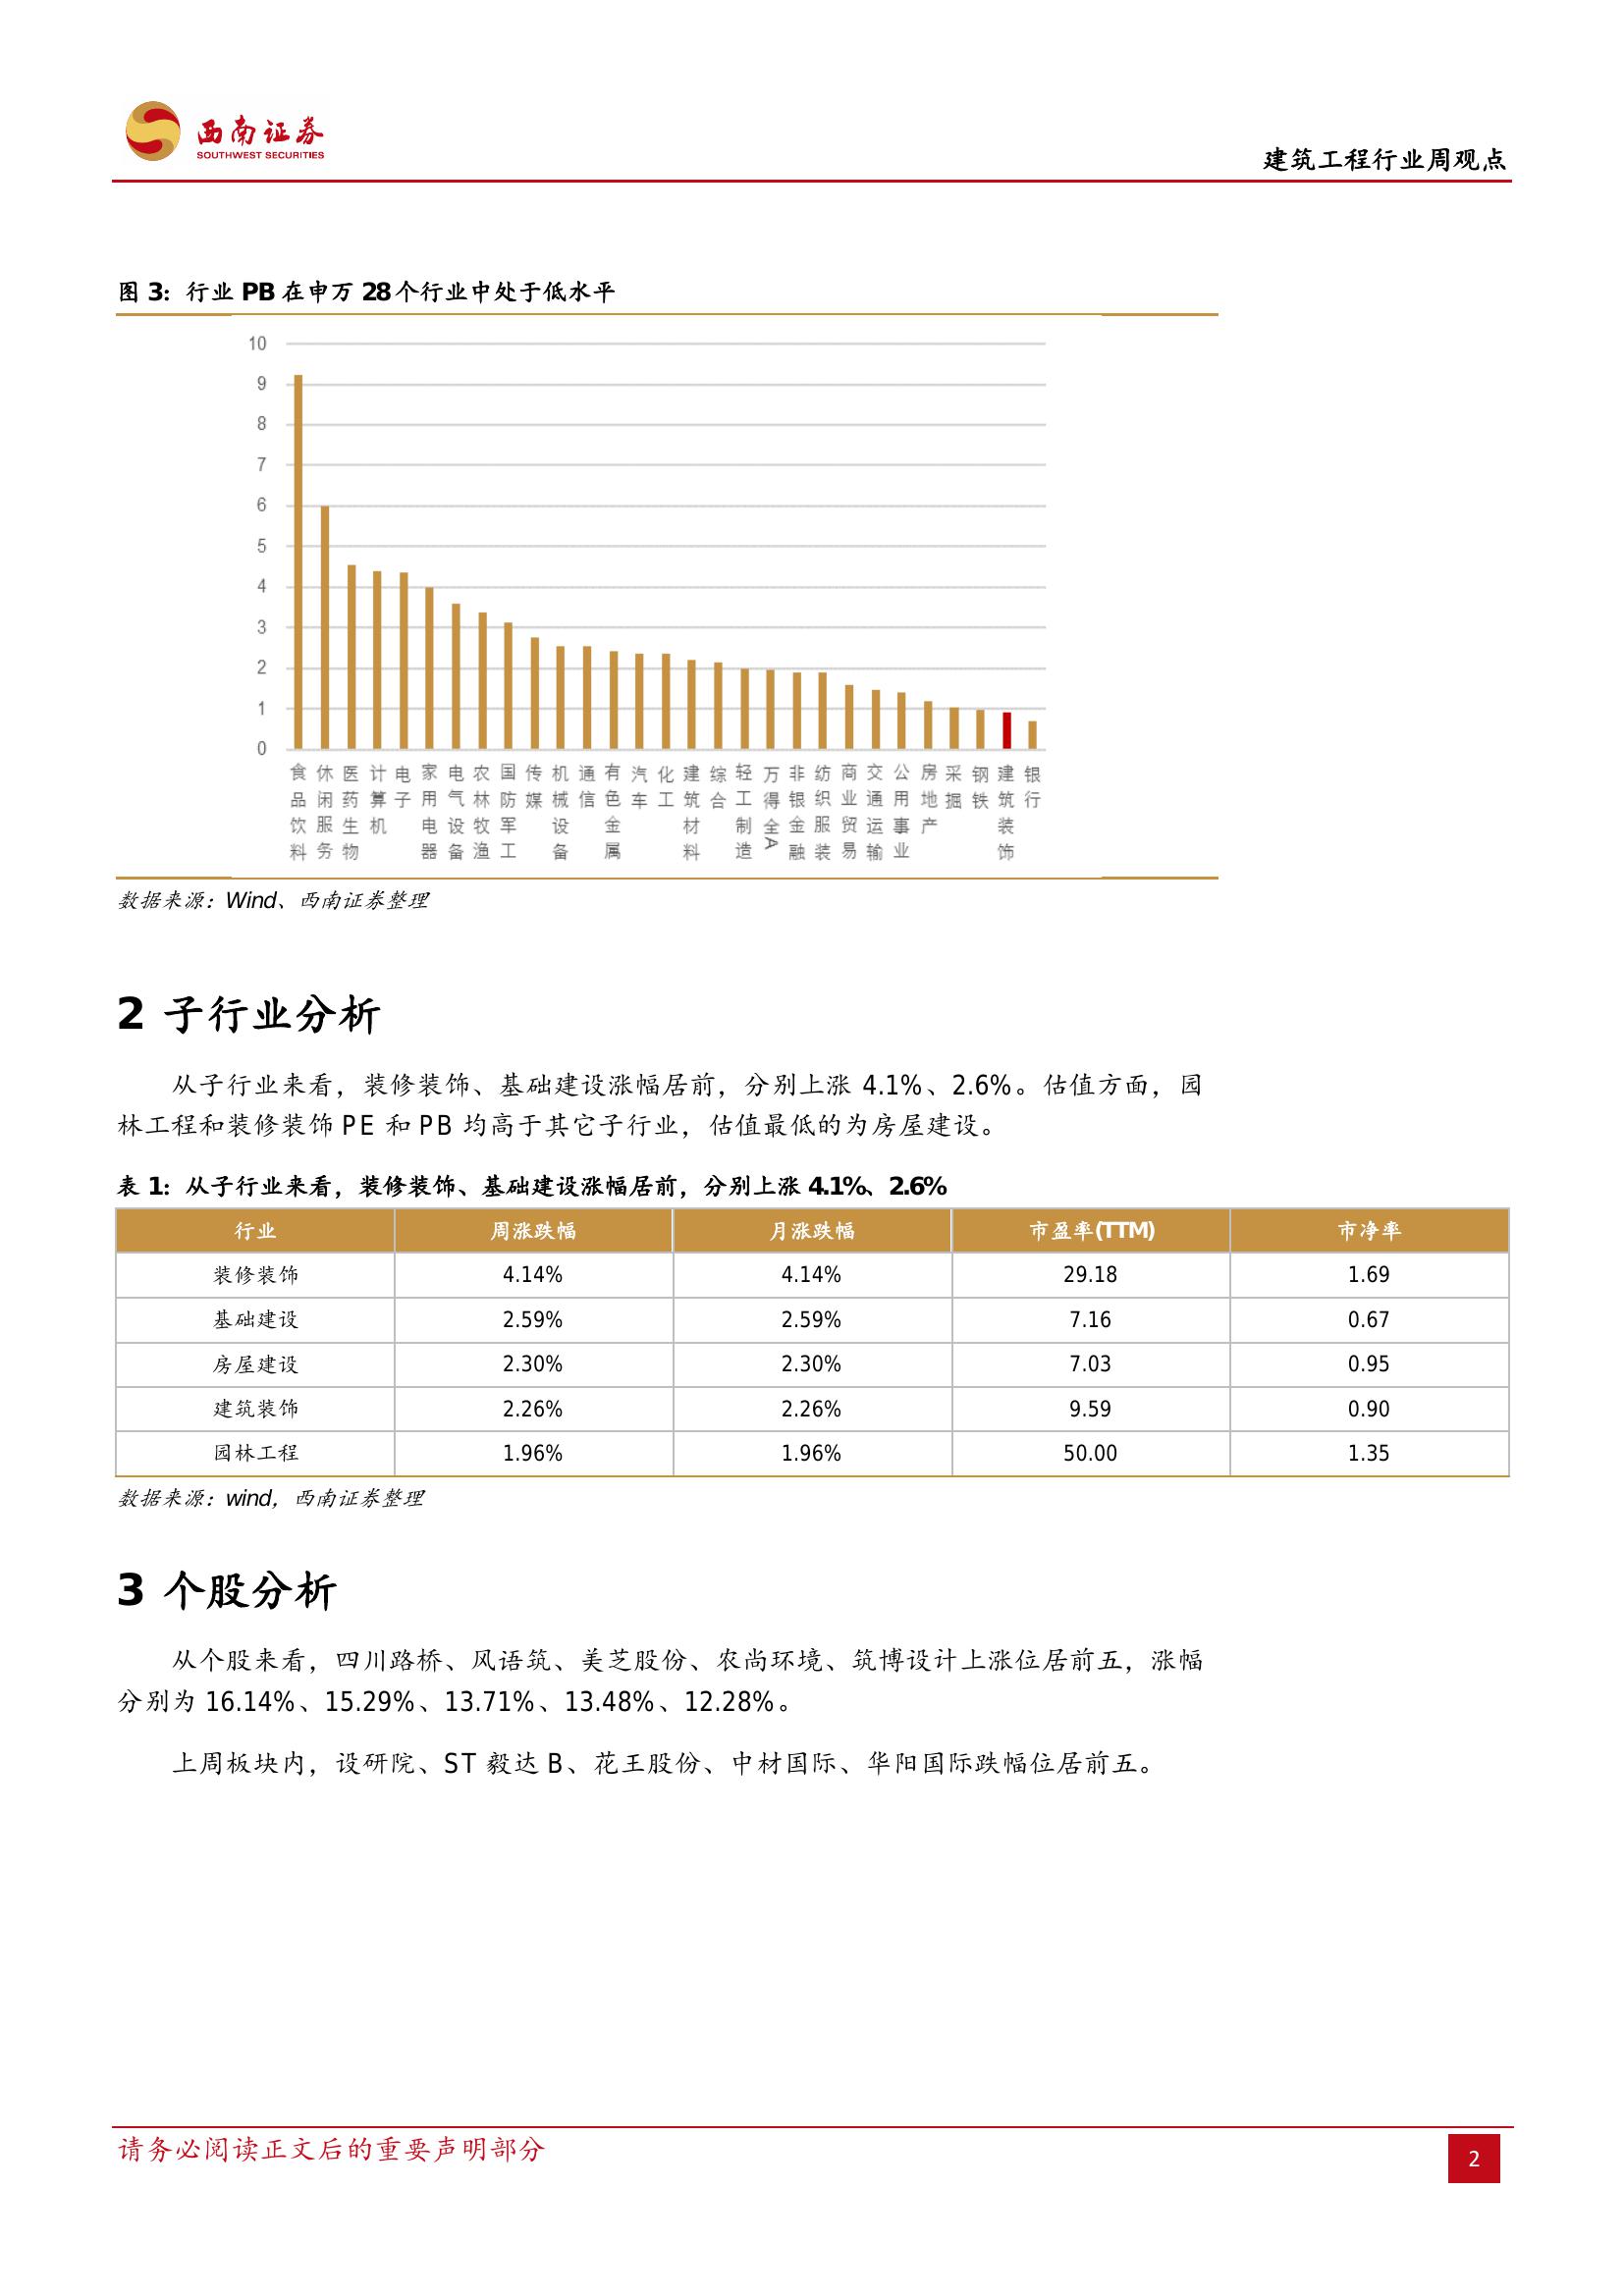 西南证券
SOUTHWEST SECURITIES
建筑工程行业周观点
图 3：行业 PB 在申万 28 个行业中处于低水平
10
9
8
7
6
5
4
3
2
1
0
食品饮料 休闲服务 医药生物 计算机 电子 家用电器 电气设备 农林牧渔 国防军工 传媒 机械设备 通信 有色金属 汽车 化工 建筑材料 综合 轻工制造 万得全A 非银金融 纺织服装 商业贸易 交通运输 公用事业 房地产 采掘 钢铁 建筑装饰 银行
数据来源：Wind、西南证券整理
2 子行业分析
从子行业来看，装修装饰、基础建设涨幅居前，分别上涨 4.1%、2.6%。估值方面，园
林工程和装修装饰 PE 和 PB 均高于其它子行业，估值最低的为房屋建设。
表 1：从子行业来看，装修装饰、基础建设涨幅居前，分别上涨 4.1%、2.6%
行业 周涨跌幅 月涨跌幅 市盈率(TTM) 市净率
装修装饰 4.14% 4.14% 29.18 1.69
基础建设 2.59% 2.59% 7.16 0.67
房屋建设 2.30% 2.30% 7.03 0.95
建筑装饰 2.26% 2.26% 9.59 0.90
园林工程 1.96% 1.96% 50.00 1.35
数据来源：wind，西南证券整理
3 个股分析
从个股来看，四川路桥、风语筑、美芝股份、农尚环境、筑博设计上涨位居前五，涨幅
分别为 16.14%、15.29%、13.71%、13.48%、12.28%。
上周板块内，设研院、ST 毅达 B、花王股份、中材国际、华阳国际跌幅位居前五。
请务必阅读正文后的重要声明部分
2